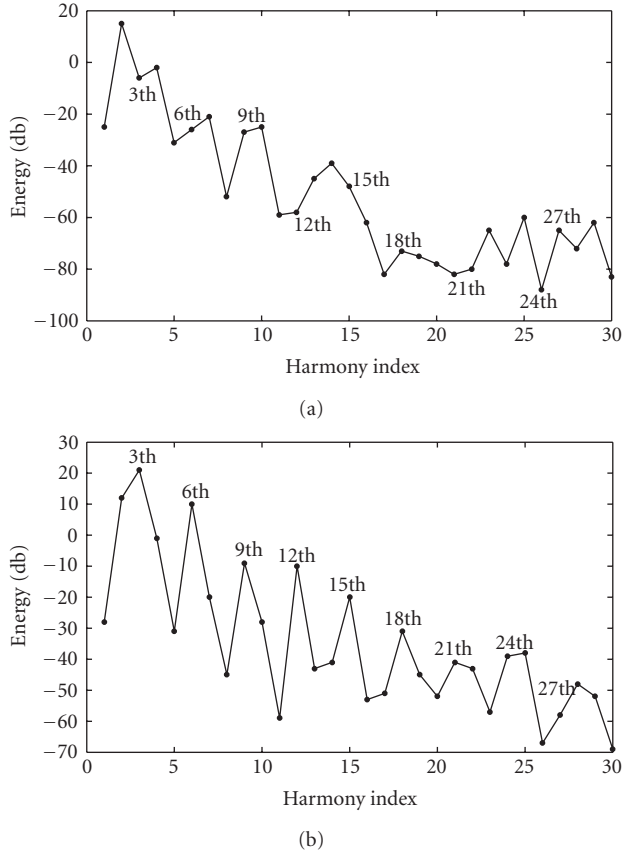 20
0
−20
−40
−60
−80
−100
Energy (db)
3th
6th
9th
12th
15th
18th
21th
24th
27th
0
5
10
15
20
25
30
Harmony index
(a)
30
20
10
0
−10
−20
−30
−40
−50
−60
−70
Energy (db)
3th
6th
9th
12th
15th
18th
21th
24th
27th
0
5
10
15
20
25
30
Harmony index
(b)